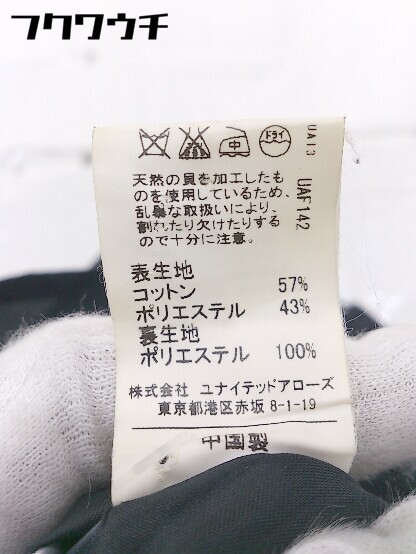 フクワウチ
中
ドライ
UA13
UAF142
天然の貝を加工したも
のを使用しているため、
乱暴な取扱いにより、
割れたり欠けたりする
ので十分に注意。
表生地
コットン 57%
ポリエステル 43%
裏生地
ポリエステル 100%
株式会社 ユナイテッドアローズ
東京都港区赤坂 8-1-19